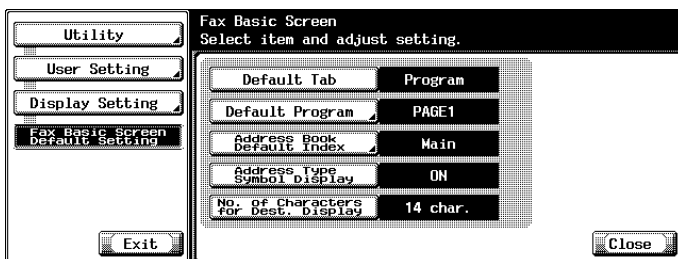 Utility
User Setting
Display Setting
Fax Basic Screen
Default Setting
Exit
Fax Basic Screen
Select item and adjust setting.
Default Tab Program
Default Program PAGE1
Address Book
Default Index Main
Address Type
Symbol Display ON
No. of Characters
for Dest. Display 14 char.
Close